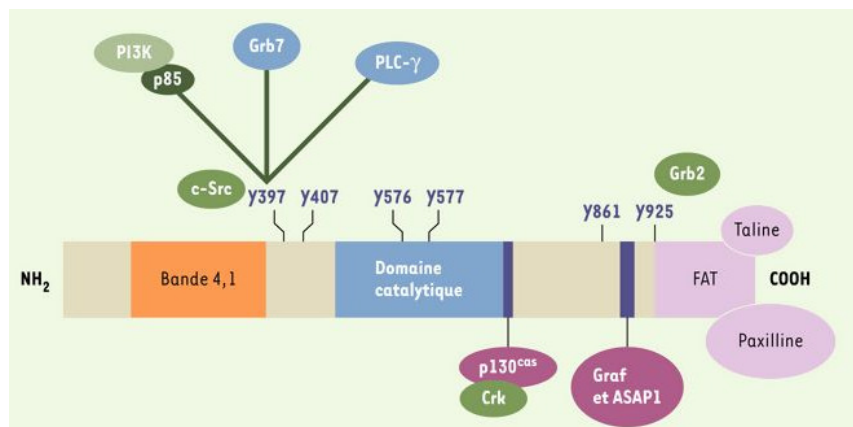 PI3K
p85
Grb7
PLC-γ
c-Src
Grb2
Y397 Y407 Y576 Y577 Y861 Y925
Taline
NH2
Bande 4,1
Domaine
catalytique
FAT
COOH
Paxilline
p130cas
Crk
Graf
et ASAP1